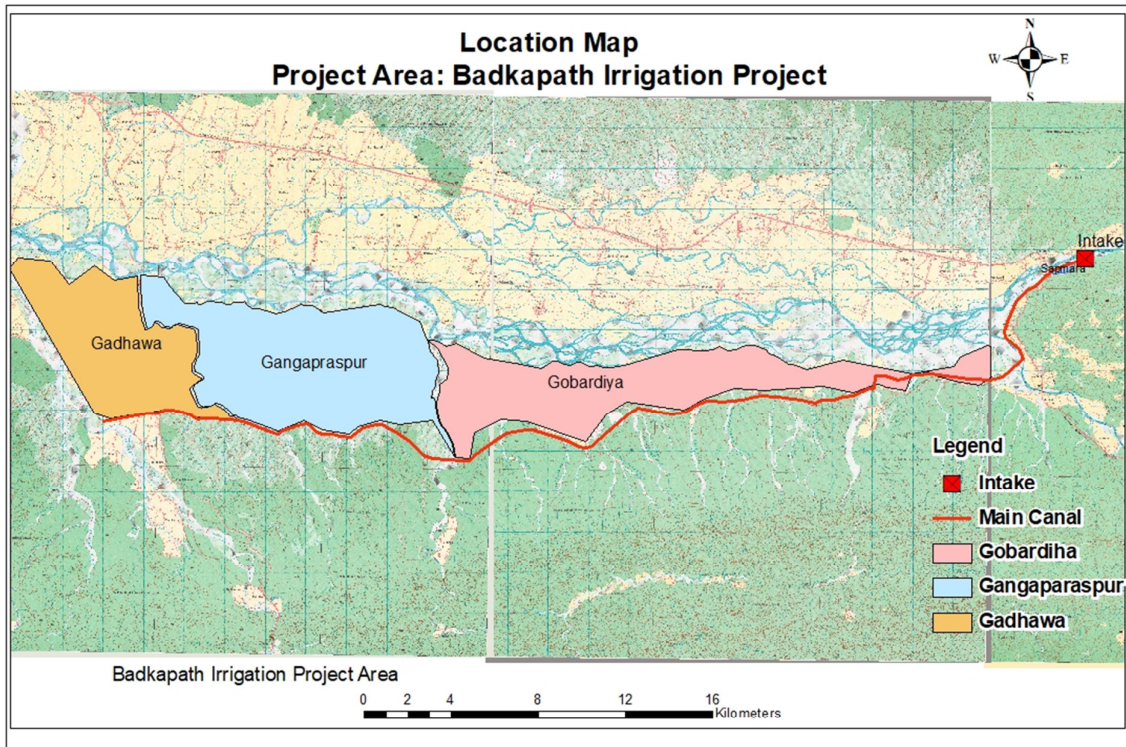 Location Map
Project Area: Badkapath Irrigation Project
N
W E
S
Intake
Gadhawa
Gangapraspur
Gobardiya
Legend
Intake
Main Canal
Gobardiha
Gangaparaspur
Gadhawa
Badkapath Irrigation Project Area
0 2 4 8 12 16
Kilometers